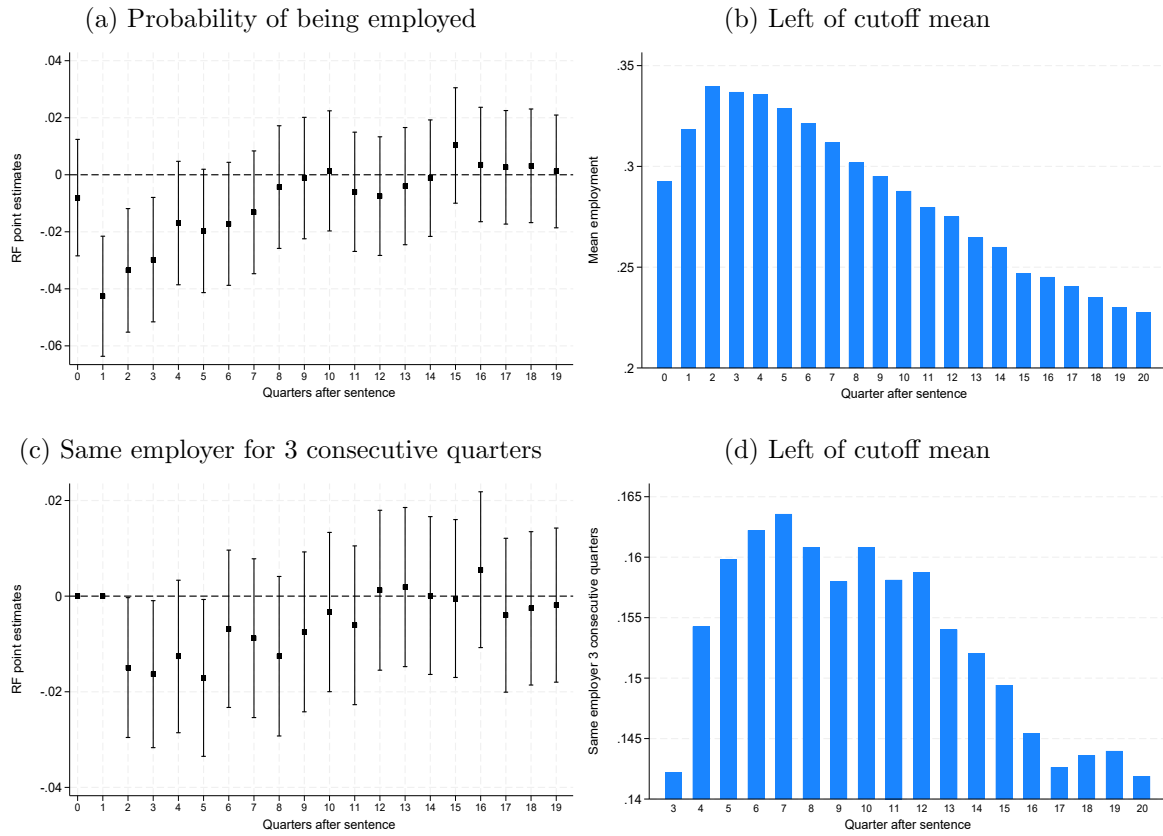 (a) Probability of being employed
.04
.02
0
-.02
-.04
-.06
RF point estimates
0 1 2 3 4 5 6 7 8 9 10 11 12 13 14 15 16 17 18 19
Quarters after sentence
(b) Left of cutoff mean
.35
.3
.25
.2
Mean employment
0 1 2 3 4 5 6 7 8 9 10 11 12 13 14 15 16 17 18 19 20
Quarter after sentence
(c) Same employer for 3 consecutive quarters
.02
0
-.02
-.04
RF point estimates
0 1 2 3 4 5 6 7 8 9 10 11 12 13 14 15 16 17 18 19
Quarters after sentence
(d) Left of cutoff mean
.165
.16
.155
.15
.145
.14
Same employer 3 consecutive quarters
3 4 5 6 7 8 9 10 11 12 13 14 15 16 17 18 19 20
Quarter after sentence